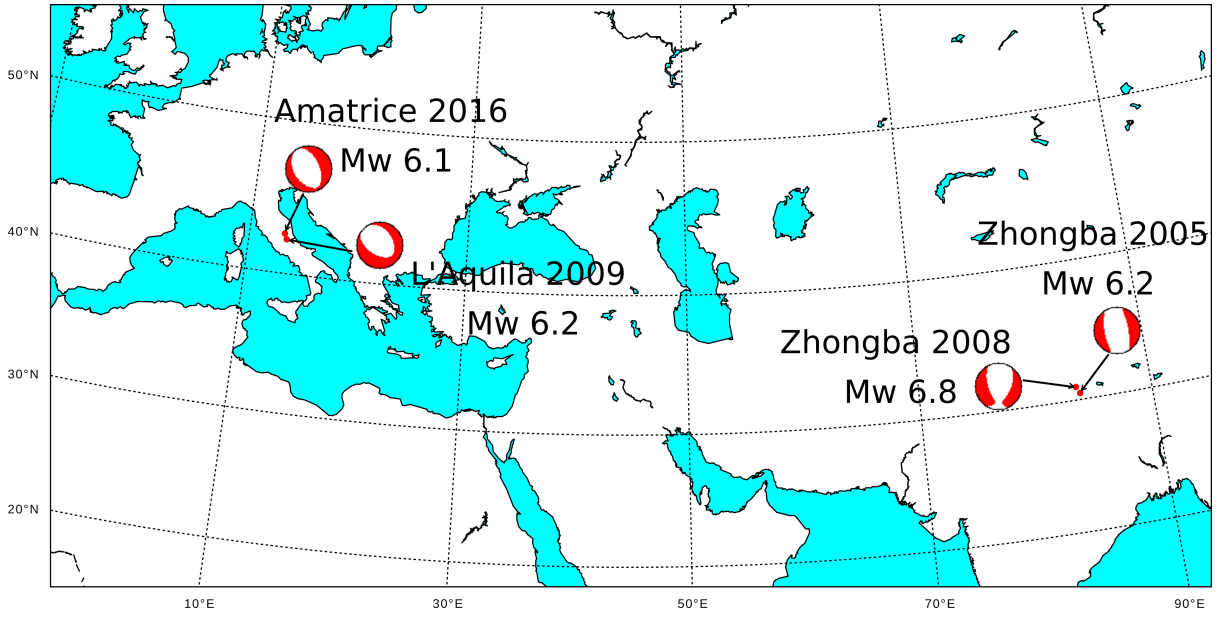 50°N
Amatrice 2016
Mw 6.1
40°N
Zhongba 2005
L'Aquila 2009
Mw 6.2
Mw 6.2
Zhongba 2008
30°N
Mw 6.8
20°N
10°E
30°E
50°E
70°E
90°E